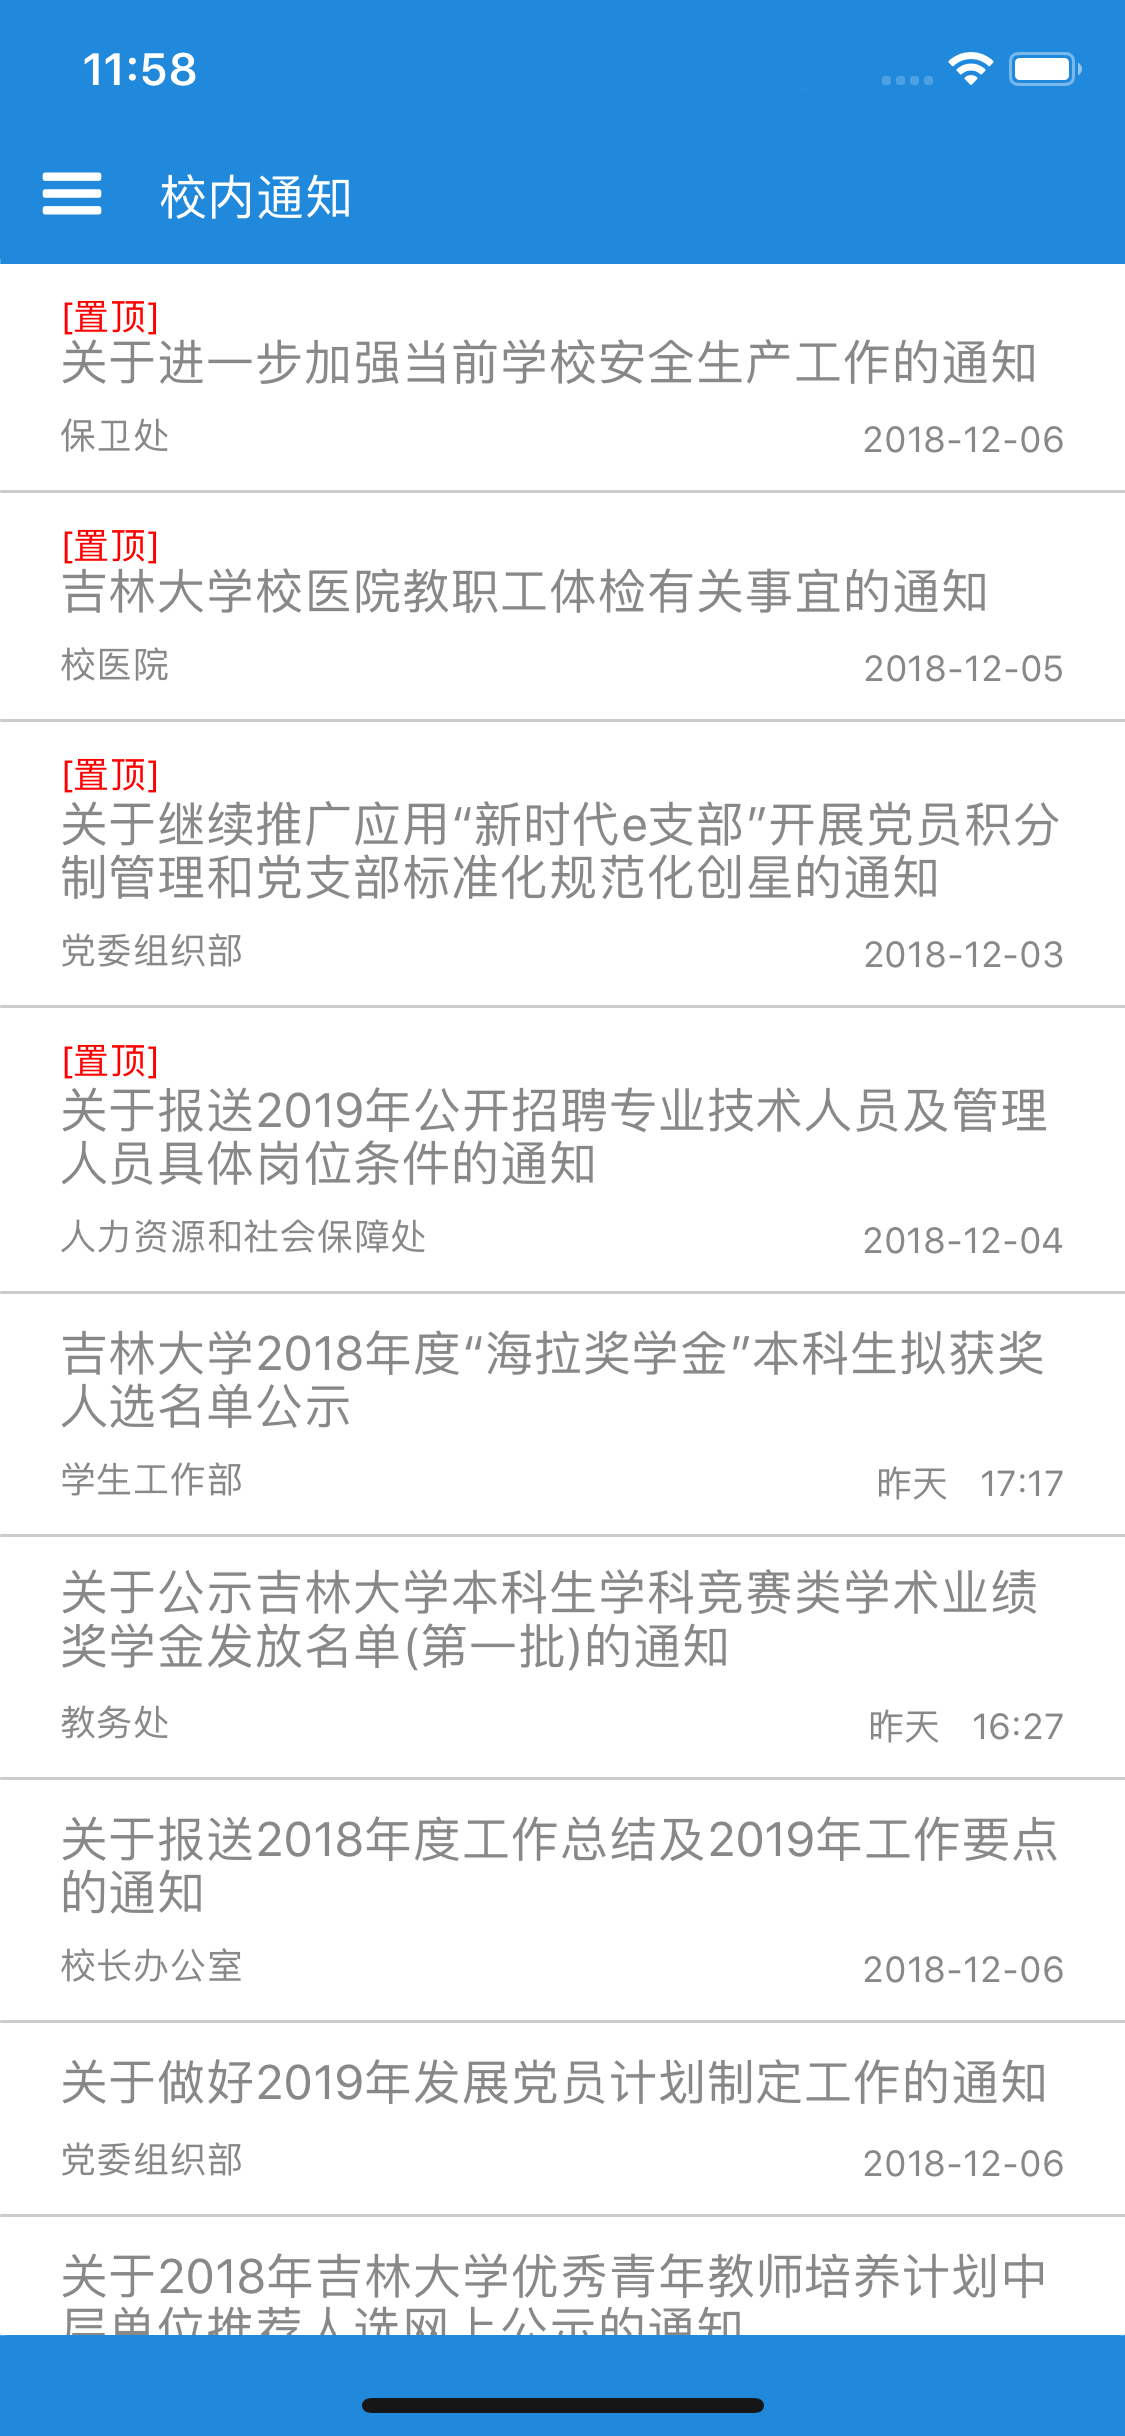 11:58
校内通知
[置顶]
关于进一步加强当前学校安全生产工作的通知
保卫处 2018-12-06
[置顶]
吉林大学校医院教职工体检有关事宜的通知
校医院 2018-12-05
[置顶]
关于继续推广应用“新时代e支部”开展党员积分
制管理和党支部标准化规范化创星的通知
党委组织部 2018-12-03
[置顶]
关于报送2019年公开招聘专业技术人员及管理
人员具体岗位条件的通知
人力资源和社会保障处 2018-12-04
吉林大学2018年度“海拉奖学金”本科生拟获奖
人选名单公示
学生工作部 昨天 17:17
关于公示吉林大学本科生学科竞赛类学术业绩
奖学金发放名单(第一批)的通知
教务处 昨天 16:27
关于报送2018年度工作总结及2019年工作要点
的通知
校长办公室 2018-12-06
关于做好2019年发展党员计划制定工作的通知
党委组织部 2018-12-06
关于2018年吉林大学优秀青年教师培养计划中
层单位推荐人选网上公示的通知